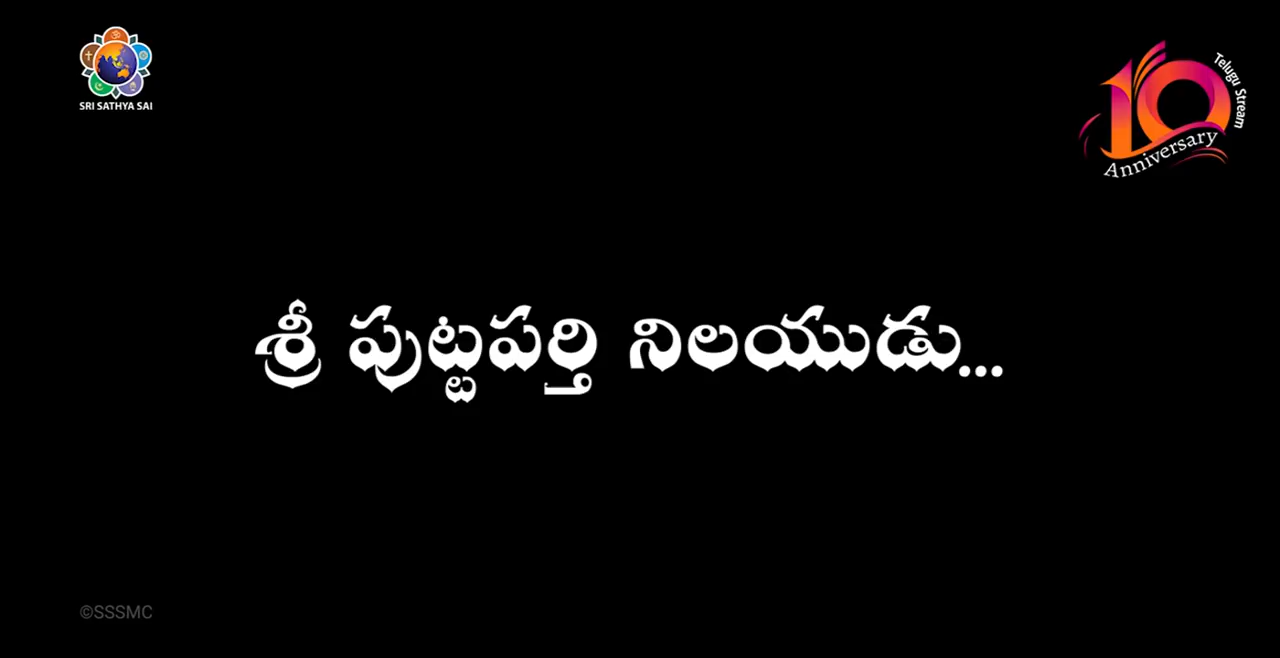 SRI SATHYA SAI
10
Telugu Stream
Anniversary
శ్రీ పుట్టపర్తి నిలయుడు...
©SSSMC